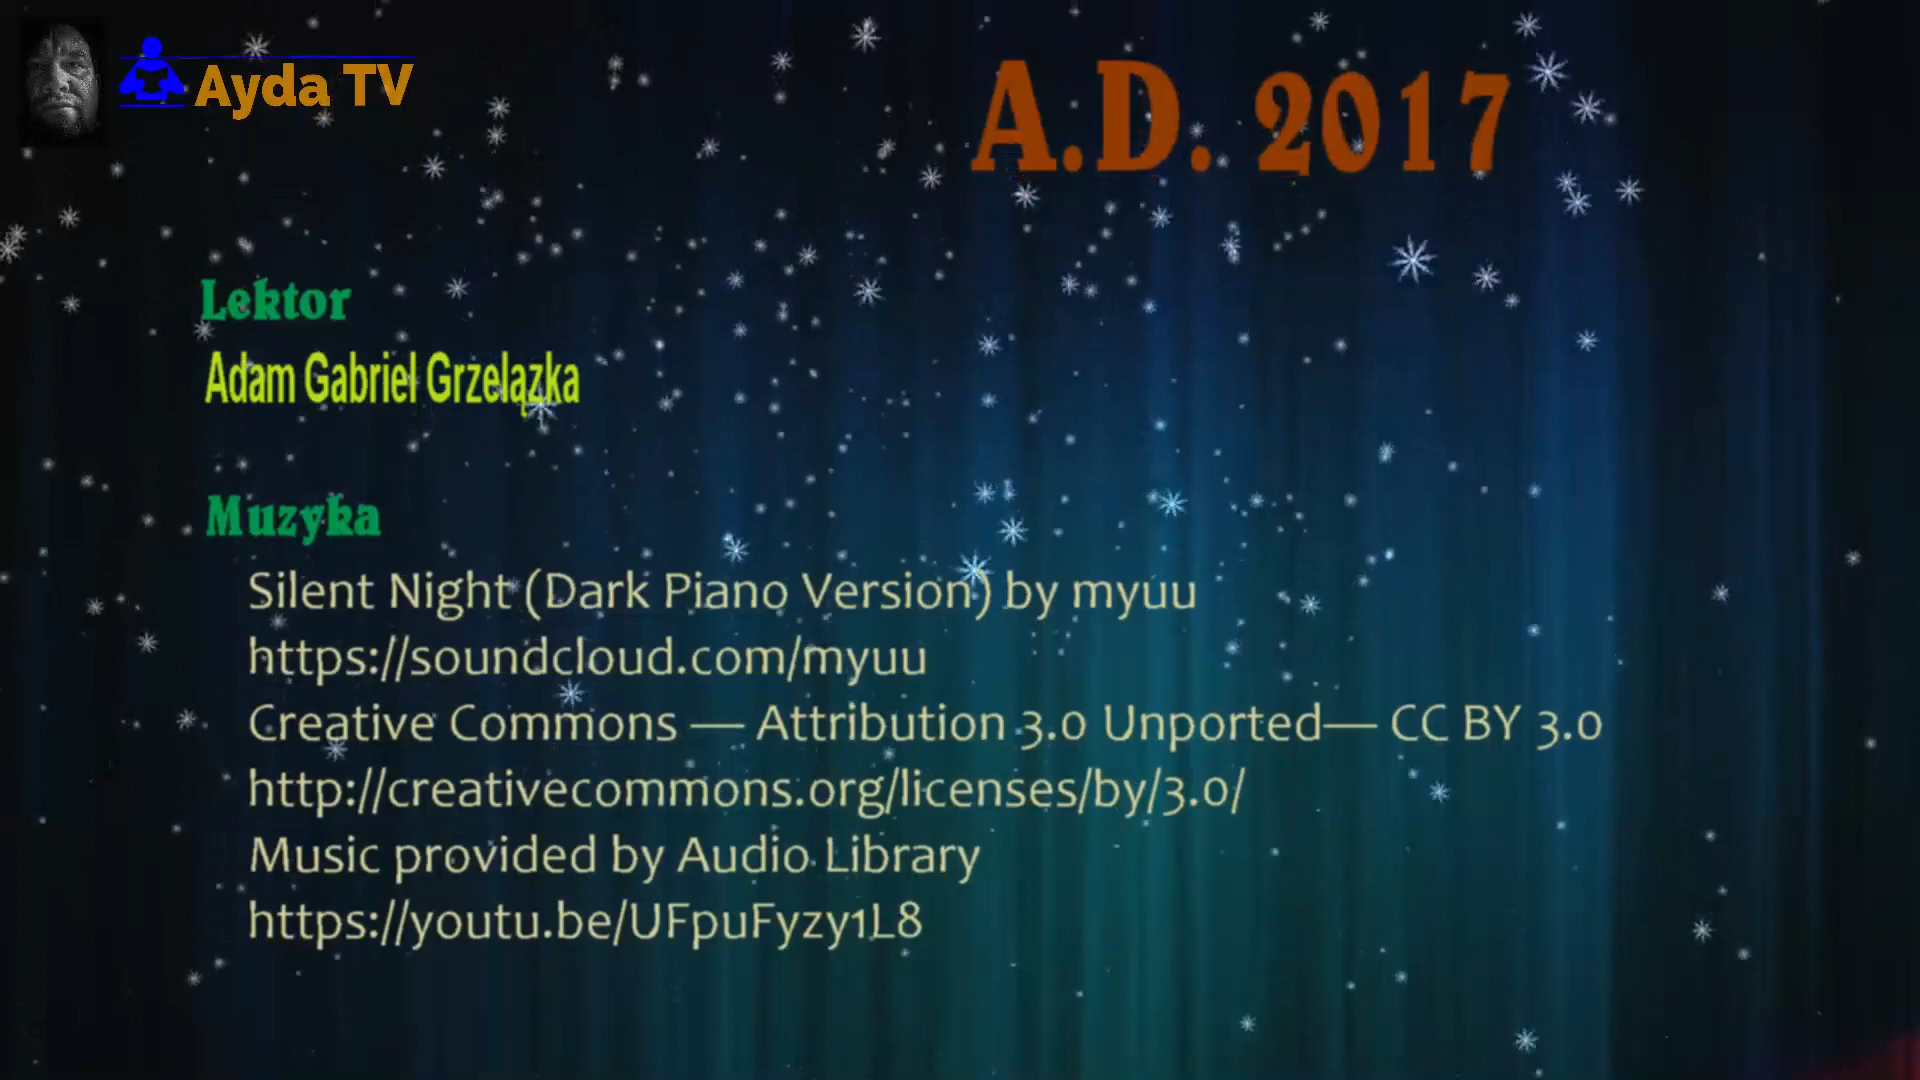 Ayda TV
A.D. 2017
Lektor
Adam Gabriel Grzelązka
Muzyka
Silent Night (Dark Piano Version) by myuu
https://soundcloud.com/myuu
Creative Commons — Attribution 3.0 Unported— CC BY 3.0
http://creativecommons.org/licenses/by/3.0/
Music provided by Audio Library
https://youtu.be/UFpuFyzy1L8